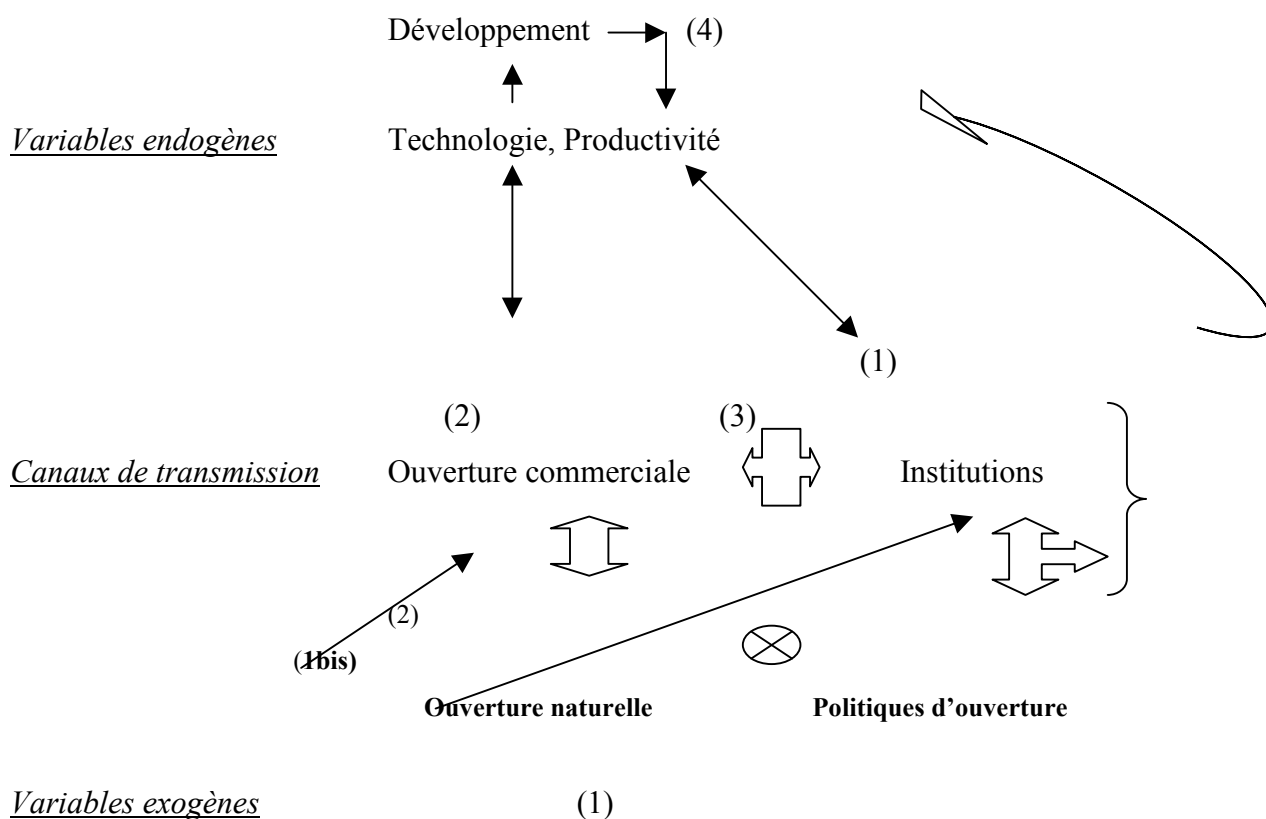 Développement (4)
Variables endogènes Technologie, Productivité
(1)
(2) (3)
Canaux de transmission Ouverture commerciale Institutions
(2)
(1bis)
Ouverture naturelle Politiques d’ouverture
Variables exogènes (1)